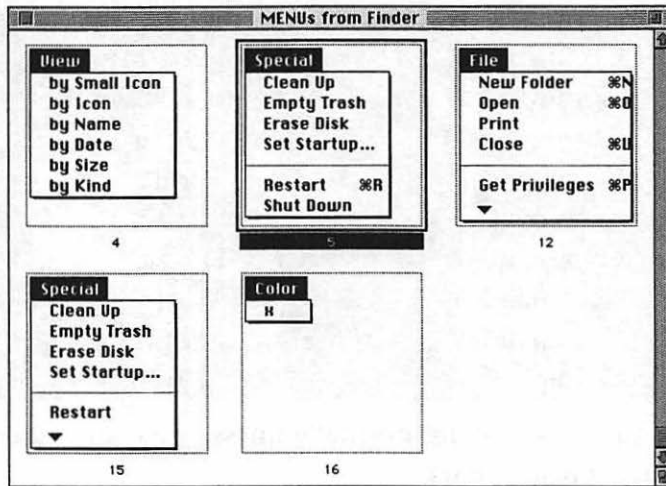 MENUs from Finder
View
by Small Icon
by Icon
by Name
by Date
by Size
by Kind
4
Special
Clean Up
Empty Trash
Erase Disk
Set Startup...
Restart ⌘R
Shut Down
5
File
New Folder ⌘N
Open ⌘O
Print
Close ⌘W
Get Privileges ⌘P
12
Special
Clean Up
Empty Trash
Erase Disk
Set Startup...
Restart
15
Color
X
16